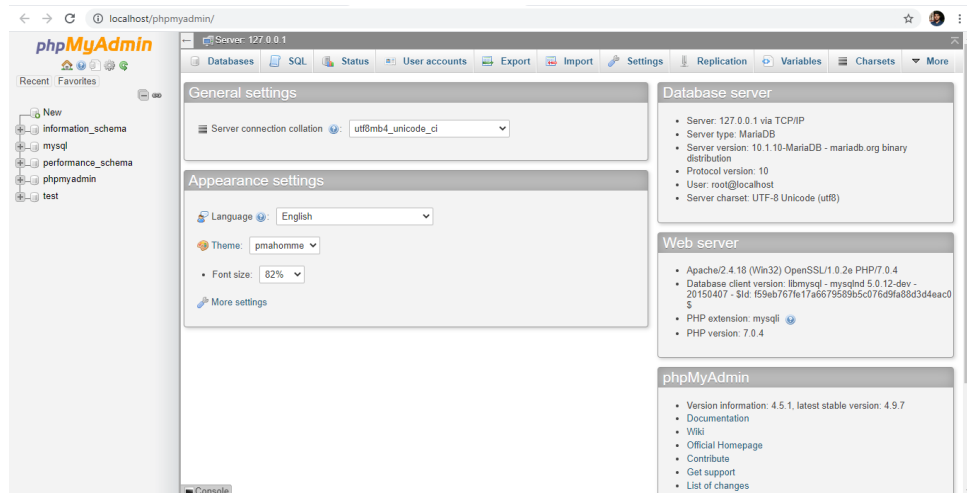 localhost/phpmyadmin/
phpMyAdmin
Recent Favorites
New
information_schema
mysql
performance_schema
phpmyadmin
test
Server: 127.0.0.1
Databases SQL Status User accounts Export Import Settings Replication Variables Charsets More
General settings
Server connection collation : utf8mb4_unicode_ci
Appearance settings
Language : English
Theme: pmahomme
• Font size: 82%
More settings
Database server
• Server: 127.0.0.1 via TCP/IP
• Server type: MariaDB
• Server version: 10.1.10-MariaDB - mariadb.org binary
distribution
• Protocol version: 10
• User: root@localhost
• Server charset: UTF-8 Unicode (utf8)
Web server
• Apache/2.4.18 (Win32) OpenSSL/1.0.2e PHP/7.0.4
• Database client version: libmysql - mysqlnd 5.0.12-dev -
20150407 - $Id: f59eb767fe17a6679589b5c076d9fa88d3d4eac0
$
• PHP extension: mysqli
• PHP version: 7.0.4
phpMyAdmin
• Version information: 4.5.1, latest stable version: 4.9.7
• Documentation
• Wiki
• Official Homepage
• Contribute
• Get support
• List of changes
Console